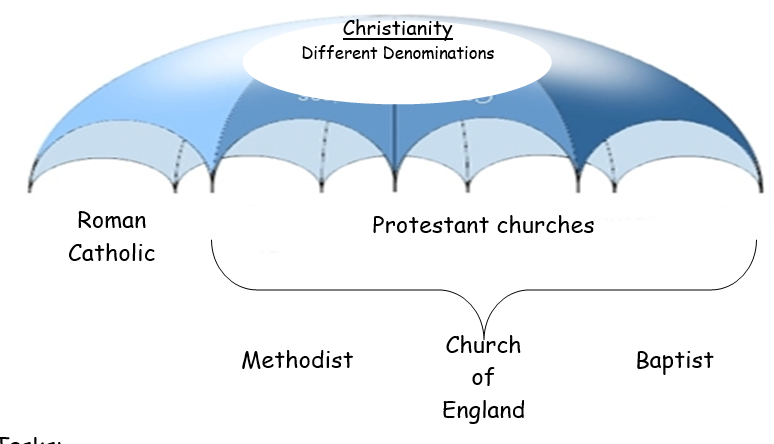 Christianity
Different Denominations
Roman
Catholic
Protestant churches
Methodist
Church
of
England
Baptist